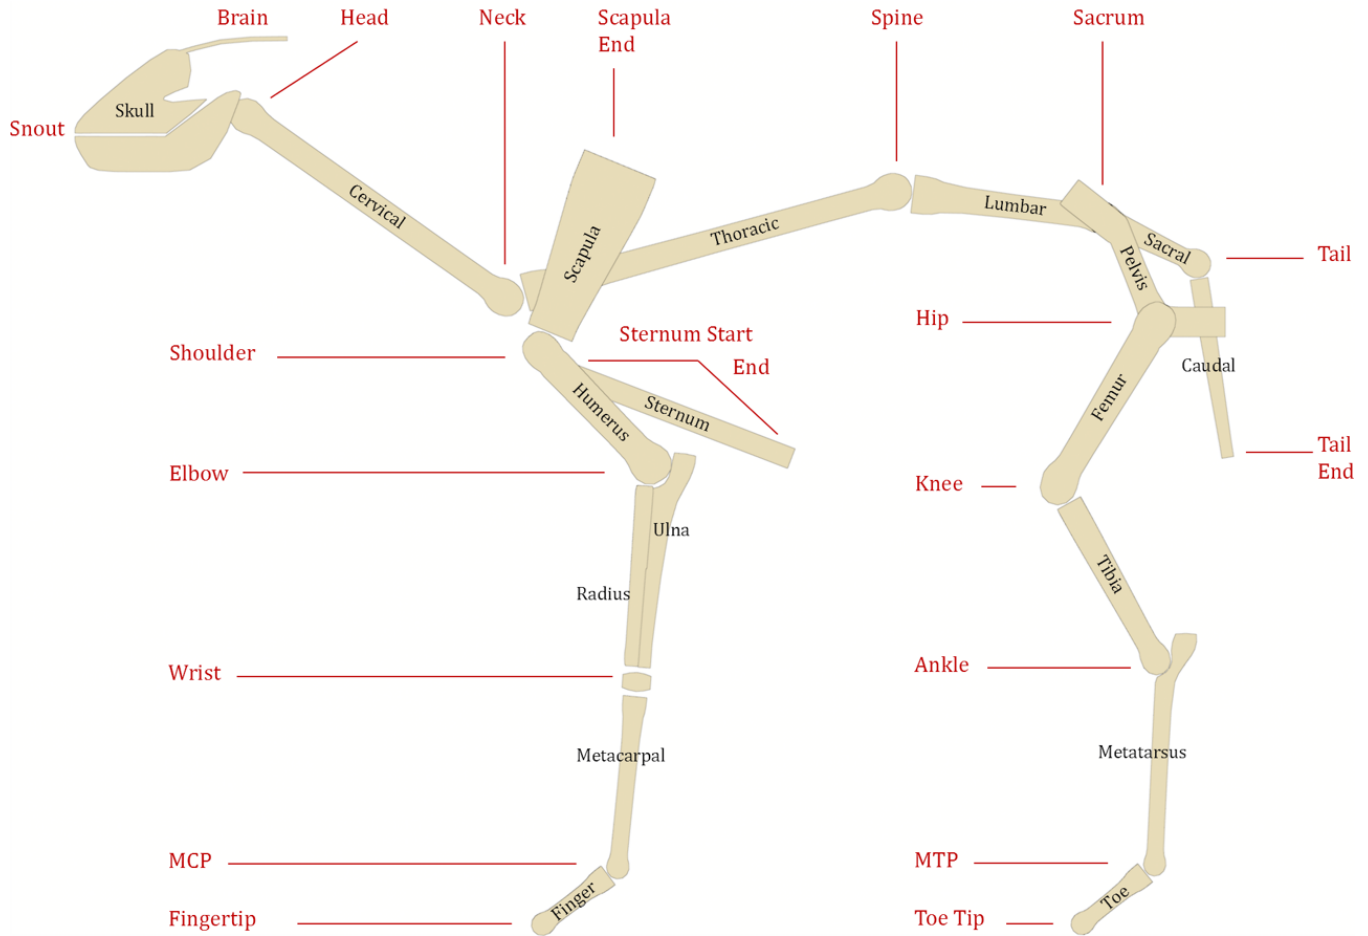 Brain
Head
Neck
Scapula
End
Spine
Sacrum
Snout
Skull
Cervical
Scapula
Thoracic
Lumbar
Sacral
Pelvis
Tail
Hip
Sternum Start
End
Shoulder
Caudal
Humerus
Sternum
Femur
Elbow
Tail
End
Knee
Ulna
Radius
Tibia
Wrist
Ankle
Metacarpal
Metatarsus
MCP
MTP
Finger
Toe
Fingertip
Toe Tip